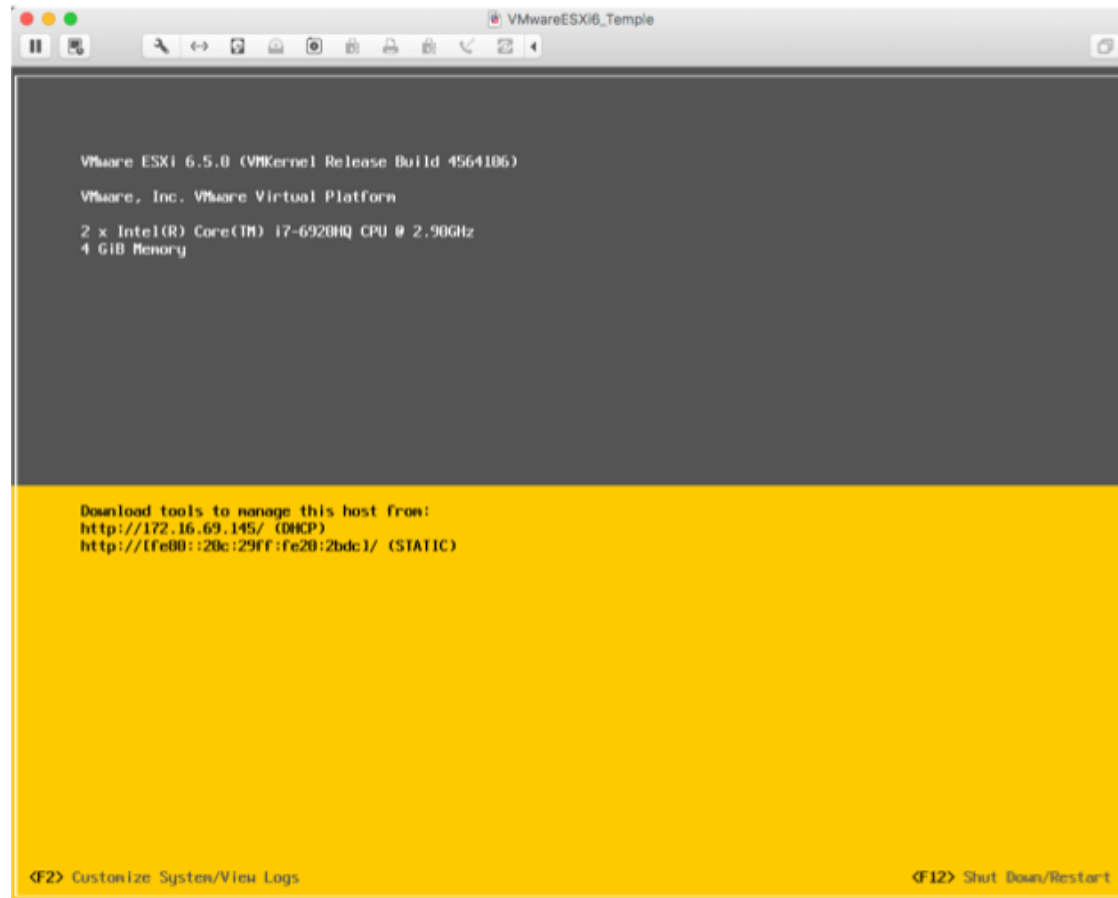 VMwareESXi6_Temple
VMware ESXi 6.5.0 (VMKernel Release Build 4564106)
VMware, Inc. VMware Virtual Platform
2 x Intel(R) Core(TM) i7-6920HQ CPU @ 2.90GHz
4 GiB Memory
Download tools to manage this host from:
http://172.16.69.145/ (DHCP)
http://[fe80::20c:29ff:fe20:2bdc]/ (STATIC)
<F2> Customize System/View Logs
<F12> Shut Down/Restart